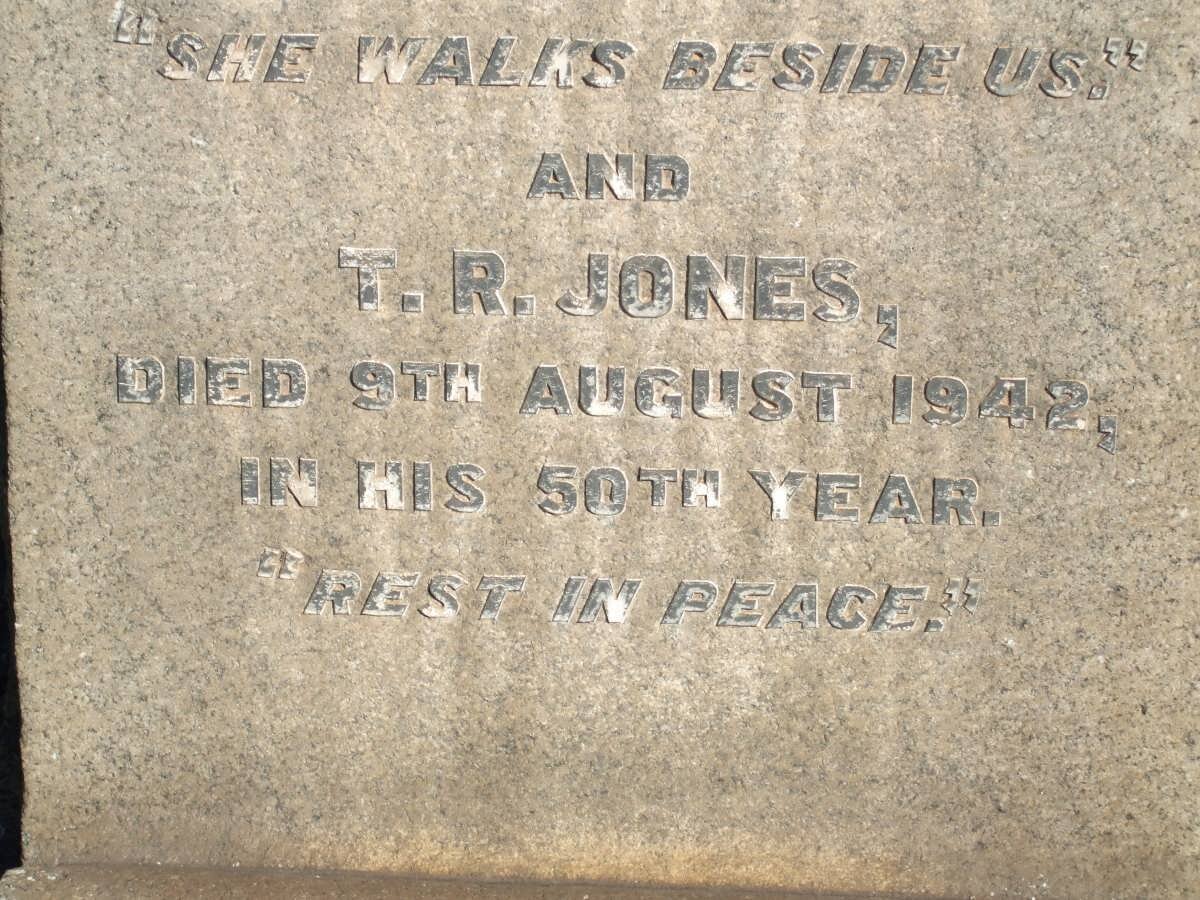 "SHE WALKS BESIDE US."
AND
T. R. JONES,
DIED 9TH AUGUST 1942,
IN HIS 50TH YEAR.
"REST IN PEACE."